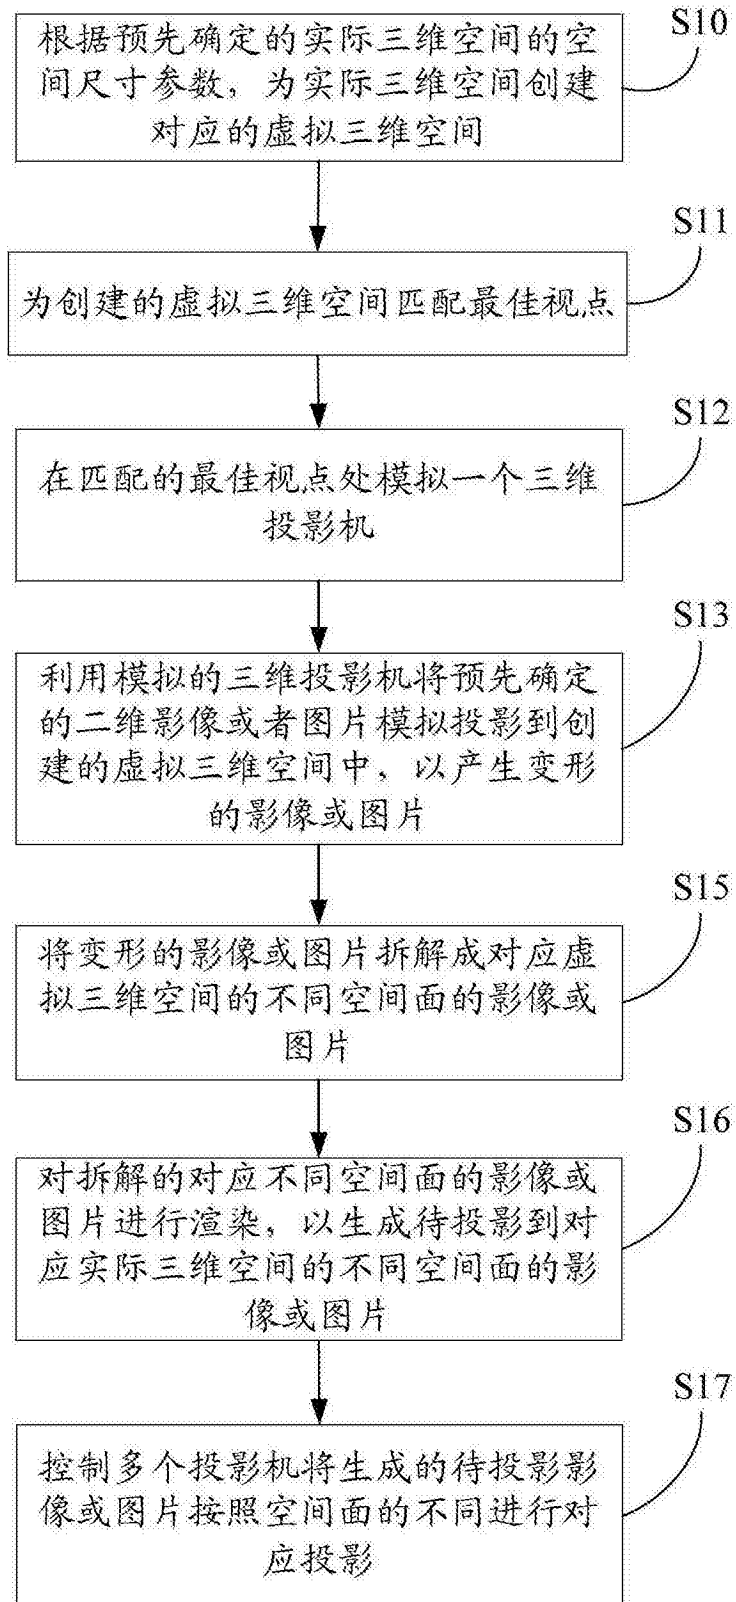 S10
根据预先确定的实际三维空间的空
间尺寸参数，为实际三维空间创建
对应的虚拟三维空间
S11
为创建的虚拟三维空间匹配最佳视点
S12
在匹配的最佳视点处模拟一个三维
投影机
S13
利用模拟的三维投影机将预先确定
的二维影像或者图片模拟投影到创
建的虚拟三维空间中，以产生变形
的影像或图片
S15
将变形的影像或图片拆解成对应虚
拟三维空间的不同空间面的影像或
图片
S16
对拆解的对应不同空间面的影像或
图片进行渲染，以生成待投影到对
应实际三维空间的不同空间面的影
像或图片
S17
控制多个投影机将生成的待投影影
像或图片按照空间面的不同进行对
应投影